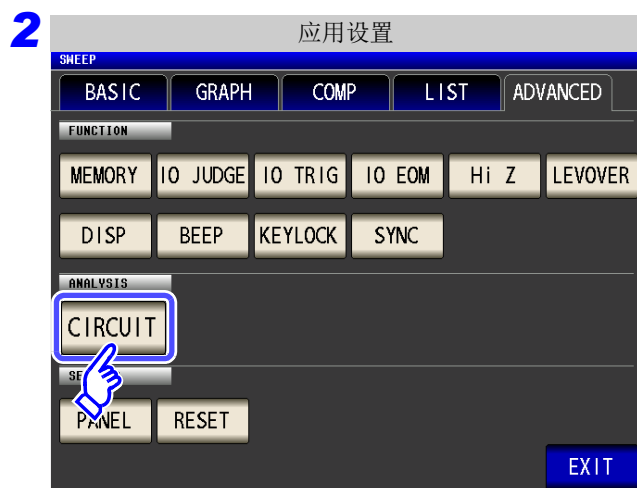 2
应用设置
SWEEP
BASIC GRAPH COMP LIST ADVANCED
FUNCTION
MEMORY IO JUDGE IO TRIG IO EOM Hi Z LEVOVER
DISP BEEP KEYLOCK SYNC
ANALYSIS
CIRCUIT
PANEL RESET
EXIT